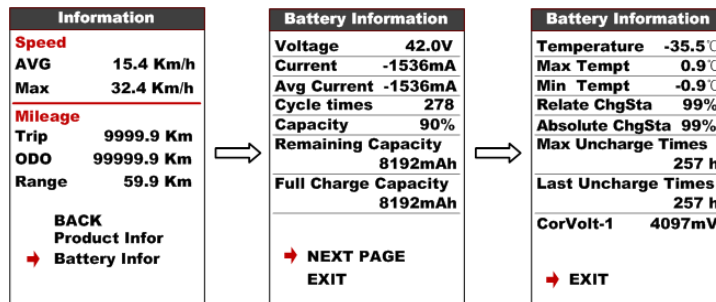 Information
Speed
AVG 15.4 Km/h
Max 32.4 Km/h
Mileage
Trip 9999.9 Km
ODO 99999.9 Km
Range 59.9 Km
BACK
Product Infor
Battery Infor
Battery Information
Voltage 42.0V
Current -1536mA
Avg Current -1536mA
Cycle times 278
Capacity 90%
Remaining Capacity
8192mAh
Full Charge Capacity
8192mAh
NEXT PAGE
EXIT
Battery Information
Temperature -35.5℃
Max Tempt 0.9℃
Min Tempt -0.9℃
Relate ChgSta 99%
Absolute ChgSta 99%
Max Uncharge Times
257 h
Last Uncharge Times
257 h
CorVolt-1 4097mV
EXIT